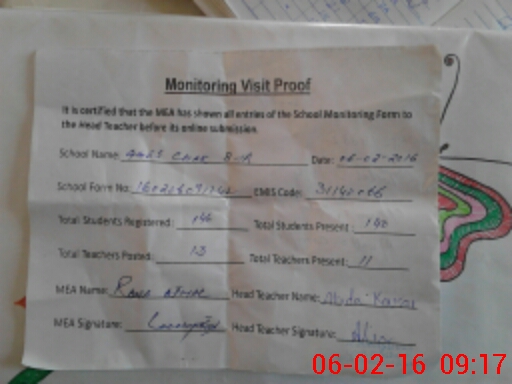 Monitoring Visit Proof
It is certified that the MEA has shown all entries of the School Monitoring Form to
the Head Teacher before its online submission.
School Name: Date: 06-02-2016
School Form No: EMIS Code:
Total Students Registered: 146 Total Students Present: 140
Total Teachers Posted: 13 Total Teachers Present: 11
MEA Name: Head Teacher Name: Abida
MEA Signature: Head Teacher Signature:
06-02-16 09:17